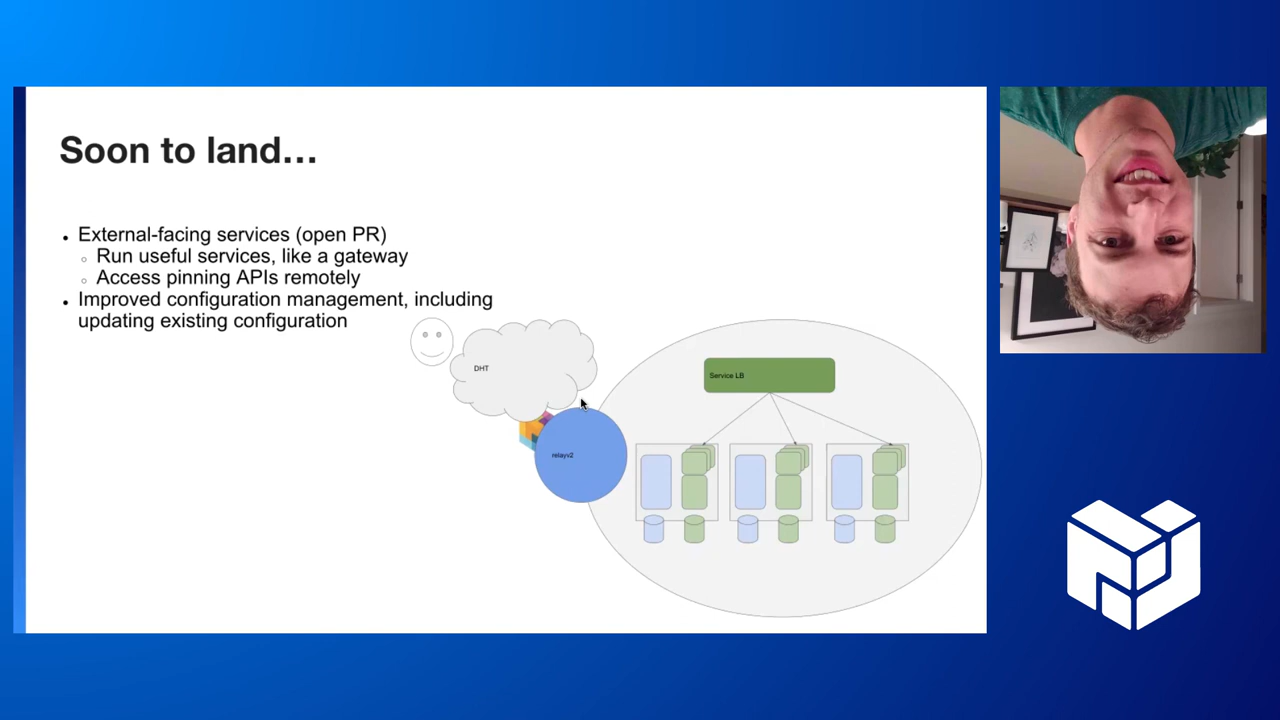 Soon to land…
• External-facing services (open PR)
○ Run useful services, like a gateway
○ Access pinning APIs remotely
• Improved configuration management, including
updating existing configuration
DHT
Service LB
relayv2